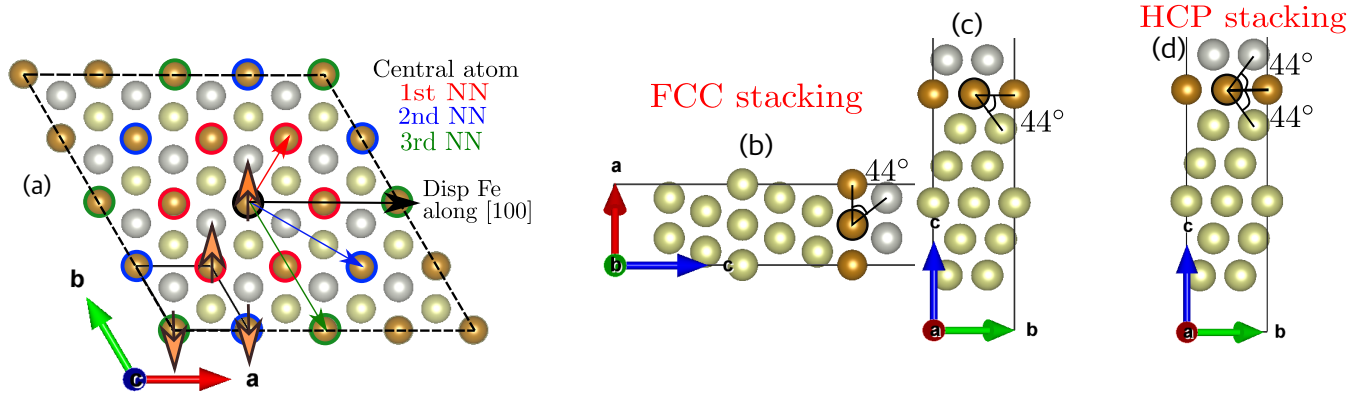 (a)
Central atom
1st NN
2nd NN
3rd NN
Disp Fe
along [100]
b
c
a
FCC stacking
(b)
a
44°
b
c
(c)
44°
c
a
b
HCP stacking
(d)
44°
44°
c
a
b